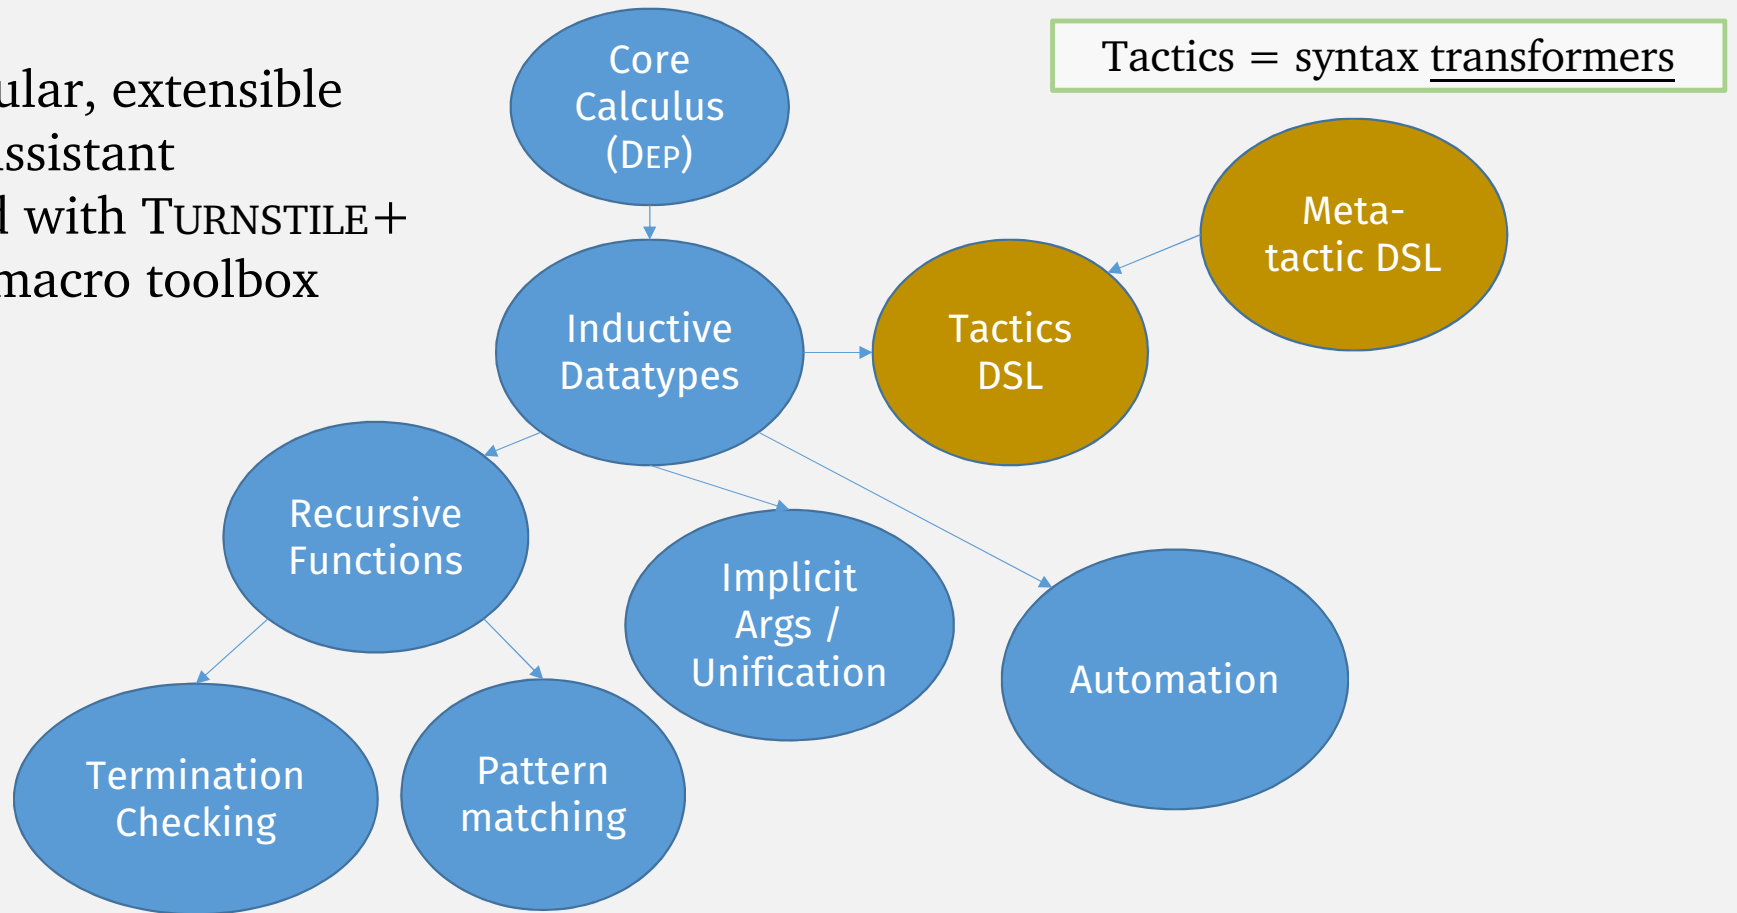 ular, extensible
ssistant
d with TURNSTILE+
macro toolbox
Tactics = syntax transformers
Core
Calculus
(DEP)
Meta-
tactic DSL
Inductive
Datatypes
Tactics
DSL
Recursive
Functions
Implicit
Args /
Unification
Automation
Termination
Checking
Pattern
matching